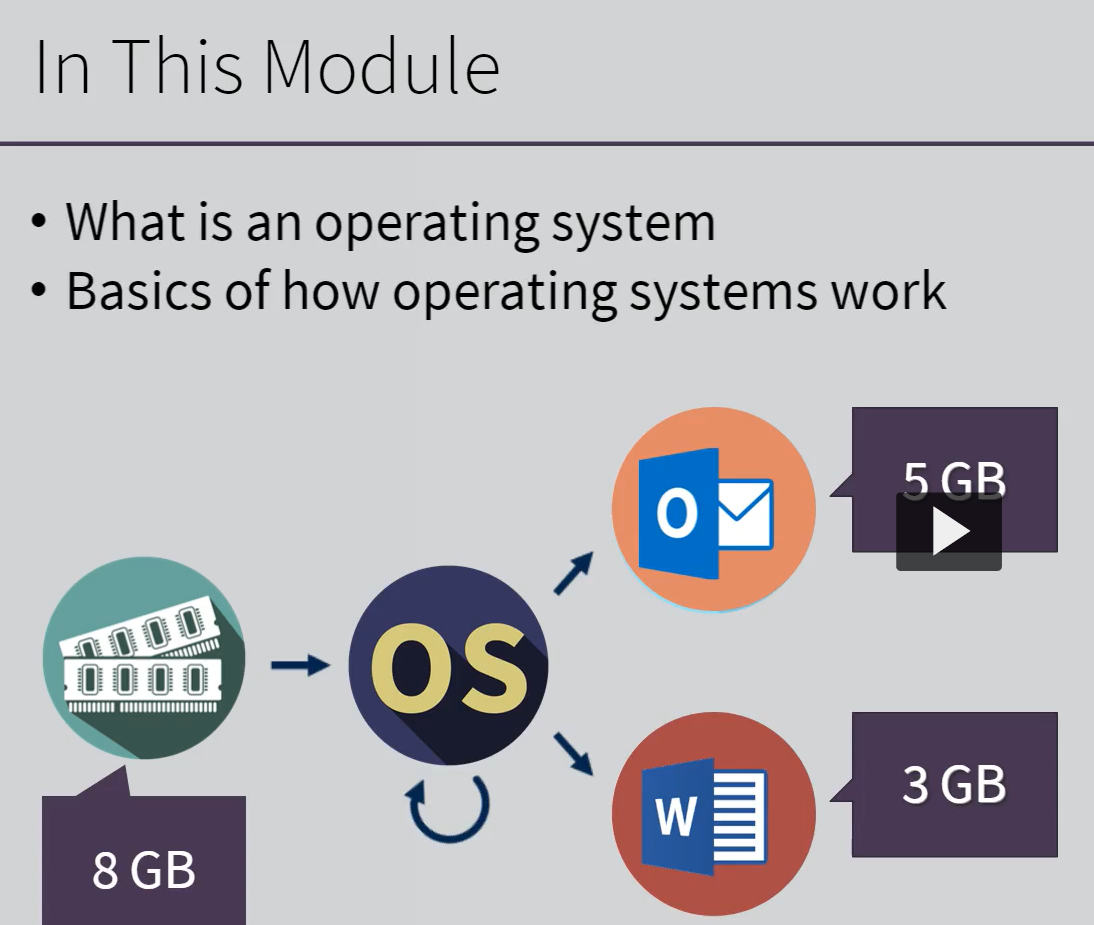 In This Module
• What is an operating system
• Basics of how operating systems work
O
5 GB
OS
W
3 GB
8 GB